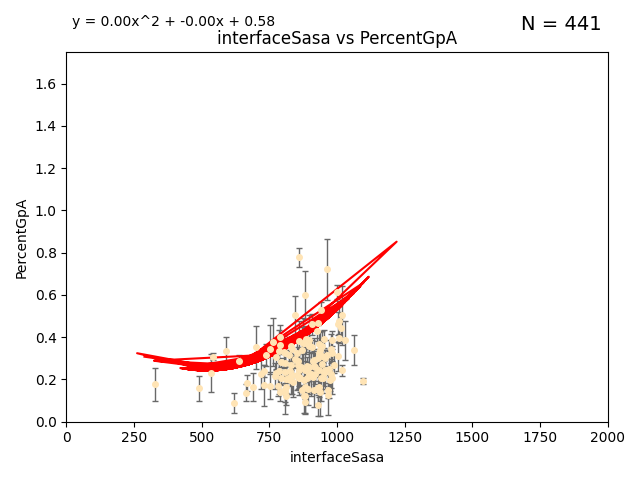 y = 0.00x^2 + -0.00x + 0.58
N = 441
interfaceSasa vs PercentGpA
PercentGpA
1.6
1.4
1.2
1.0
0.8
0.6
0.4
0.2
0.0
0 250 500 750 1000 1250 1500 1750 2000
interfaceSasa